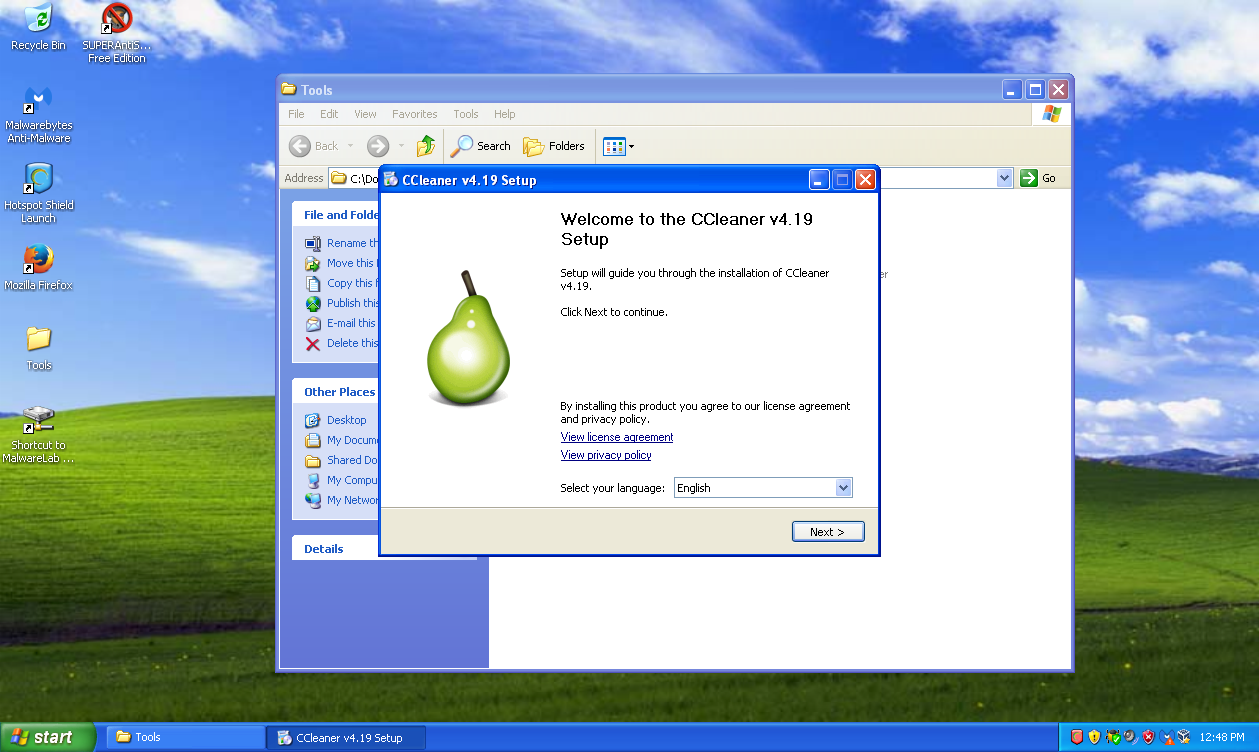 Recycle Bin
SUPERAntiS...
Free Edition
Malwarebytes
Anti-Malware
Hotspot Shield
Launch
Mozilla Firefox
Tools
Shortcut to
MalwareLab ...
Tools
File Edit View Favorites Tools Help
Back Search Folders
Address C:\Do Go
File and Folde
Rename th
Move this f
Copy this f
Publish this
E-mail this
Delete this
Other Places
Desktop
My Docume
Shared Do
My Compu
My Networ
Details
CCleaner v4.19 Setup
Welcome to the CCleaner v4.19
Setup
Setup will guide you through the installation of CCleaner
v4.19.
Click Next to continue.
By installing this product you agree to our license agreement
and privacy policy.
View license agreement
View privacy policy
Select your language: English
Next >
er
start Tools CCleaner v4.19 Setup 12:48 PM